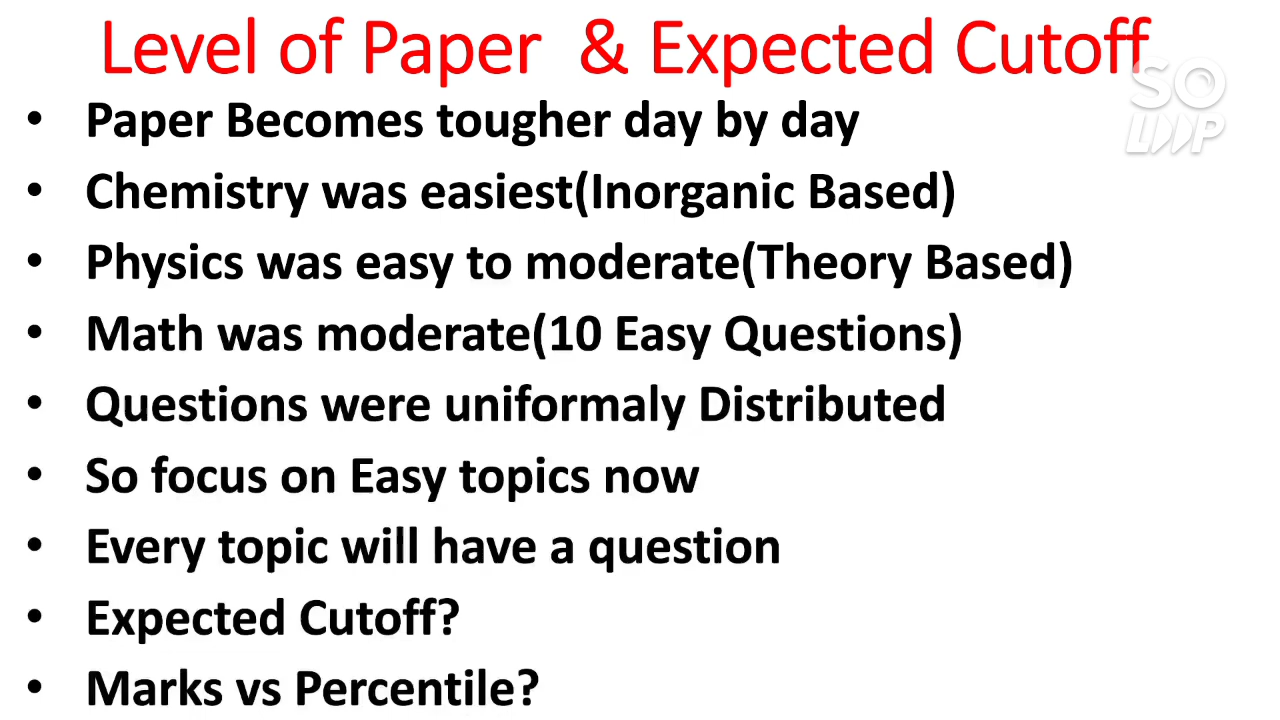 Level of Paper & Expected Cutoff
SO
• Paper Becomes tougher day by day
• Chemistry was easiest(Inorganic Based)
• Physics was easy to moderate(Theory Based)
• Math was moderate(10 Easy Questions)
• Questions were uniformaly Distributed
• So focus on Easy topics now
• Every topic will have a question
• Expected Cutoff?
• Marks vs Percentile?